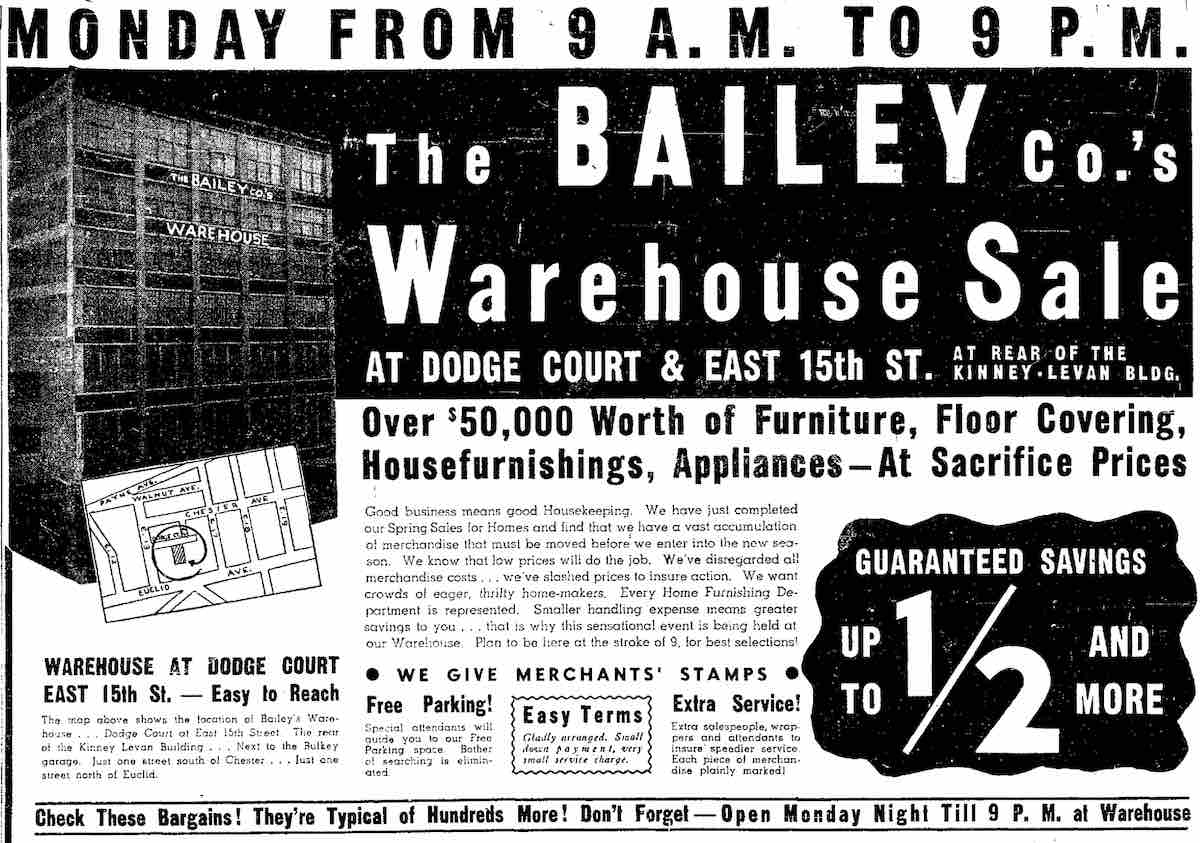 MONDAY FROM 9 A.M. TO 9 P.M.
THE BAILEY CO'S
WAREHOUSE
The BAILEY Co.'s
Warehouse Sale
AT DODGE COURT & EAST 15th ST.
AT REAR OF THE
KINNEY-LEVAN BLDG.
Over $50,000 Worth of Furniture, Floor Covering,
Housefurnishings, Appliances—At Sacrifice Prices
PAYNE AVE.
WALNUT AVE.
CHESTER AVE
DODGE CT.
EUCLID AVE.
Good business means good Housekeeping. We have just completed
our Spring Sales for Homes and find that we have a vast accumulation
of merchandise that must be moved before we enter into the new sea-
son. We know that low prices will do the job. We've disregarded all
merchandise costs . . . we've slashed prices to insure action. We want
crowds of eager, thrifty home-makers. Every Home Furnishing De-
partment is represented. Smaller handling expense means greater
savings to you . . . that is why this sensational event is being held at
our Warehouse. Plan to be here at the stroke of 9, for best selections!
GUARANTEED SAVINGS
UP TO 1/2 AND MORE
WAREHOUSE AT DODGE COURT
EAST 15th St. — Easy to Reach
The map above shows the location of Bailey's Ware-
house . . . Dodge Court at East 15th Street. The rear
of the Kinney Levan Building . . . Next to the Bulkey
garage. Just one street south of Chester . . . Just one
street north of Euclid.
● WE GIVE MERCHANTS' STAMPS ●
Free Parking!
Special attendants will
guide you to our Free
Parking space. Bother
of searching is elimin-
ated.
Easy Terms
Gladly arranged. Small
down payment, very
small service charge.
Extra Service!
Extra salespeople, wrap-
pers and attendants to
insure speedier service.
Each piece of merchan-
dise plainly marked!
Check These Bargains! They're Typical of Hundreds More! Don't Forget—Open Monday Night Till 9 P. M. at Warehouse